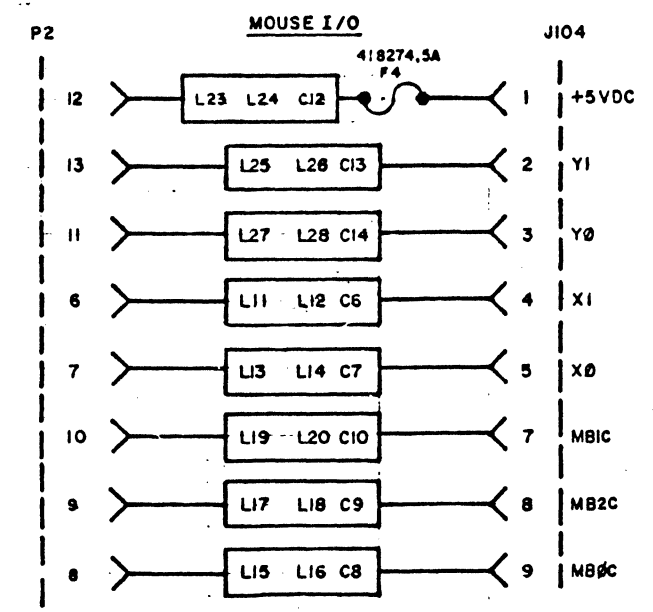 P2 MOUSE I/O J104
418274,5A
F4
12 L23 L24 C12 1 +5VDC
13 L25 L26 C13 2 Y1
11 L27 L28 C14 3 YØ
6 L11 L12 C6 4 X1
7 L13 L14 C7 5 XØ
10 L19 L20 C10 7 MB1C
9 L17 L18 C9 8 MB2C
8 L15 L16 C8 9 MBØC